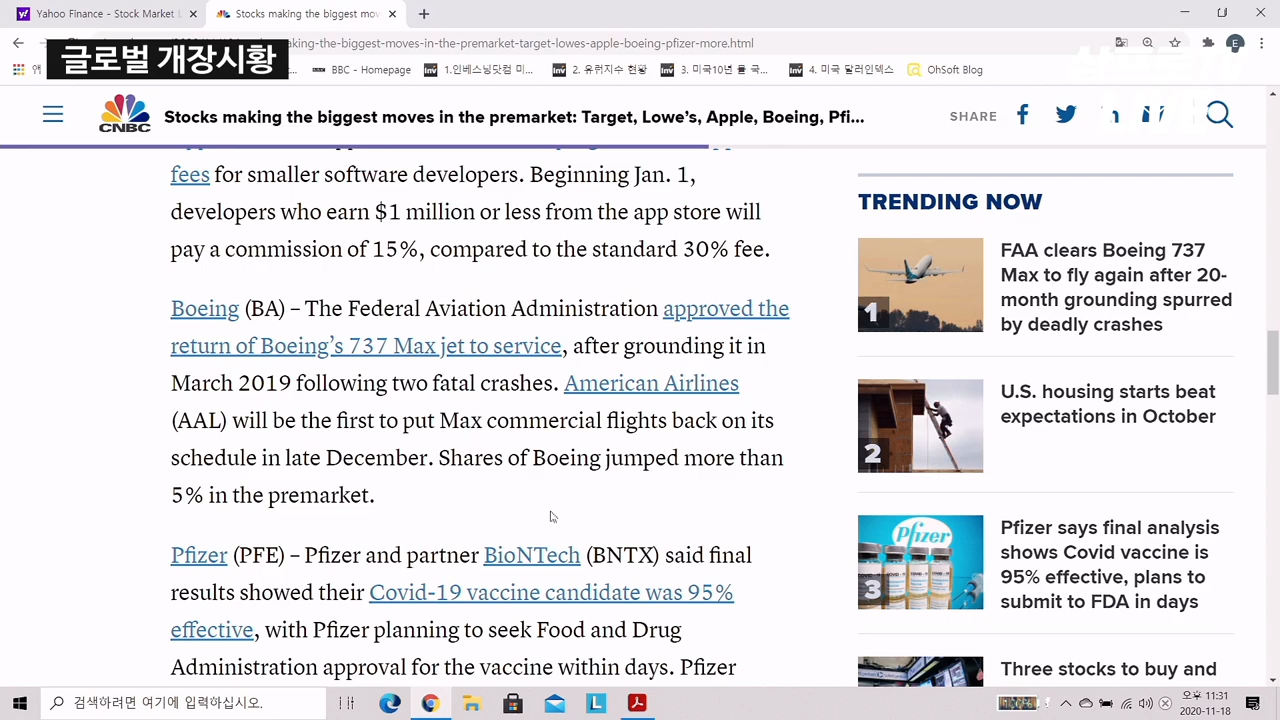 Yahoo Finance - Stock Market L
Stocks making the biggest mov
making-the-biggest-moves-in-the-premarket-target-lowes-apple-boeing-pfizer-more.html
글로벌 개장시황
BBC - Homepage
1.인베스닝닷컴 미...
2. 유럽지수 현황
3. 미국10년 물 국...
4. 미국 달러인덱스
OhSoft Blog
CNBC
Stocks making the biggest moves in the premarket: Target, Lowe's, Apple, Boeing, Pfi...
SHARE
fees for smaller software developers. Beginning Jan. 1,
developers who earn $1 million or less from the app store will
pay a commission of 15%, compared to the standard 30% fee.
Boeing (BA) – The Federal Aviation Administration approved the
return of Boeing's 737 Max jet to service, after grounding it in
March 2019 following two fatal crashes. American Airlines
(AAL) will be the first to put Max commercial flights back on its
schedule in late December. Shares of Boeing jumped more than
5% in the premarket.
Pfizer (PFE) – Pfizer and partner BioNTech (BNTX) said final
results showed their Covid-19 vaccine candidate was 95%
effective, with Pfizer planning to seek Food and Drug
Administration approval for the vaccine within days. Pfizer
TRENDING NOW
1
FAA clears Boeing 737
Max to fly again after 20-
month grounding spurred
by deadly crashes
2
U.S. housing starts beat
expectations in October
3
Pfizer
Pfizer says final analysis
shows Covid vaccine is
95% effective, plans to
submit to FDA in days
Three stocks to buy and
검색하려면 여기에 입력하십시오.
100%
오후 11:31
2020-11-18